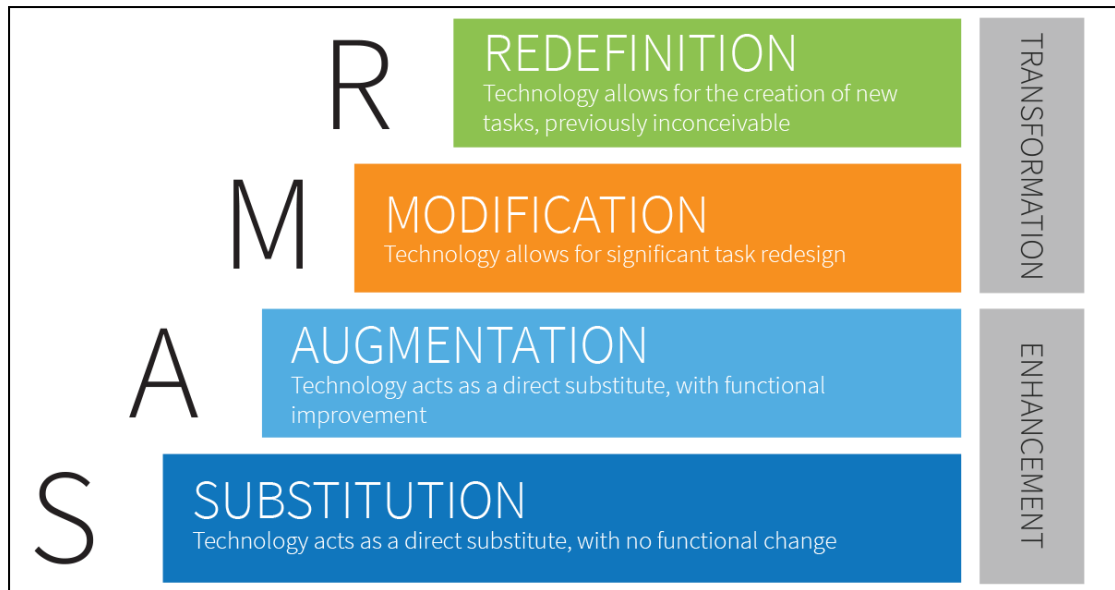 R
REDEFINITION
Technology allows for the creation of new
tasks, previously inconceivable
M
MODIFICATION
Technology allows for significant task redesign
TRANSFORMATION
A
AUGMENTATION
Technology acts as a direct substitute, with functional
improvement
S
SUBSTITUTION
Technology acts as a direct substitute, with no functional change
ENHANCEMENT